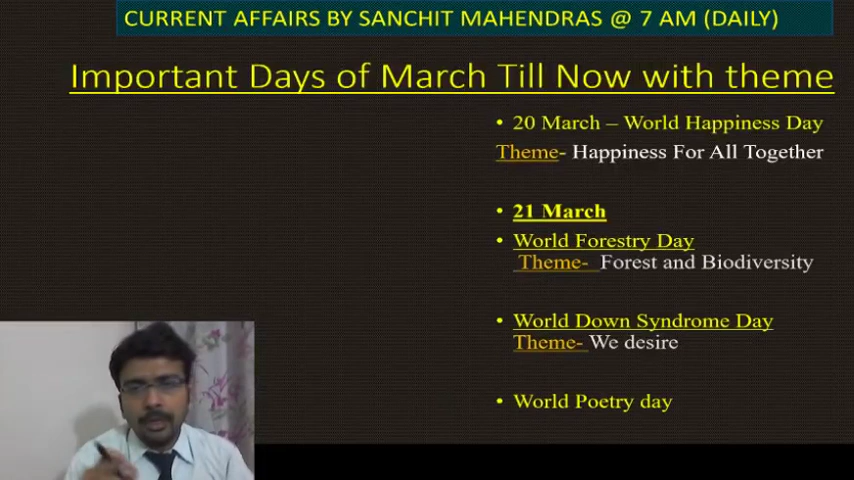 CURRENT AFFAIRS BY SANCHIT MAHENDRAS @ 7 AM (DAILY)
Important Days of March Till Now with theme
• 20 March – World Happiness Day
Theme- Happiness For All Together
• 21 March
• World Forestry Day
Theme- Forest and Biodiversity
• World Down Syndrome Day
Theme- We desire
• World Poetry day